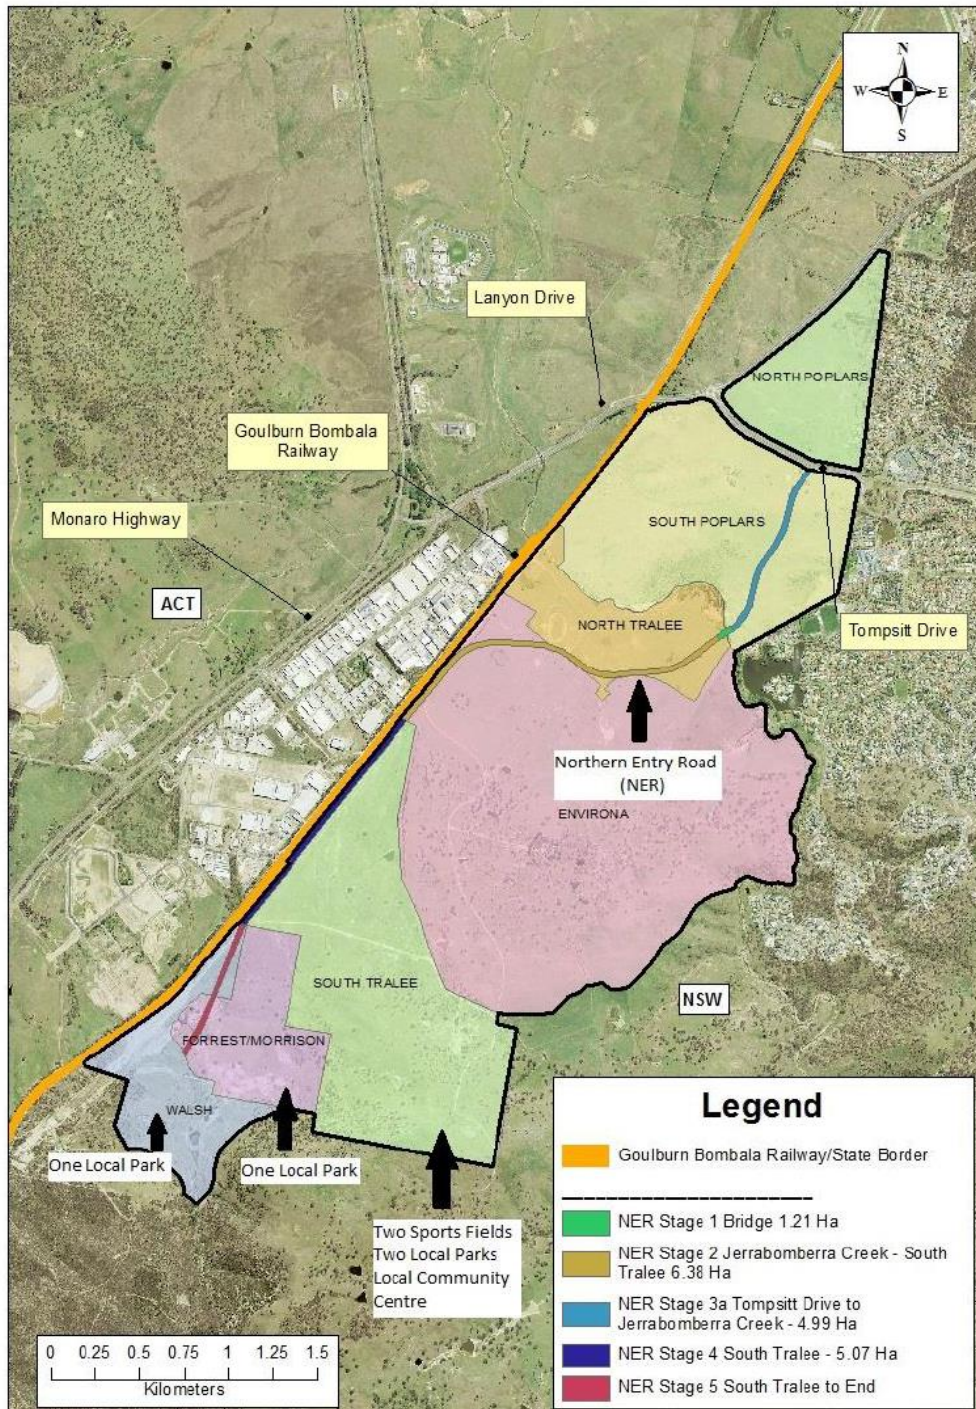 N
W E
S
Lanyon Drive
NORTH POPLARS
Goulburn Bombala
Railway
Monaro Highway
SOUTH POPLARS
ACT
NORTH TRALEE
Tompsitt Drive
Northern Entry Road
(NER)
ENVIRONA
SOUTH TRALEE
NSW
FORREST/MORRISON
WALSH
One Local Park
One Local Park
Two Sports Fields
Two Local Parks
Local Community
Centre
Legend
Goulburn Bombala Railway/State Border
NER Stage 1 Bridge 1.21 Ha
NER Stage 2 Jerrabomberra Creek - South
Tralee 6.38 Ha
NER Stage 3a Tompsitt Drive to
Jerrabomberra Creek - 4.99 Ha
NER Stage 4 South Tralee - 5.07 Ha
NER Stage 5 South Tralee to End
0 0.25 0.5 0.75 1 1.25 1.5
Kilometers